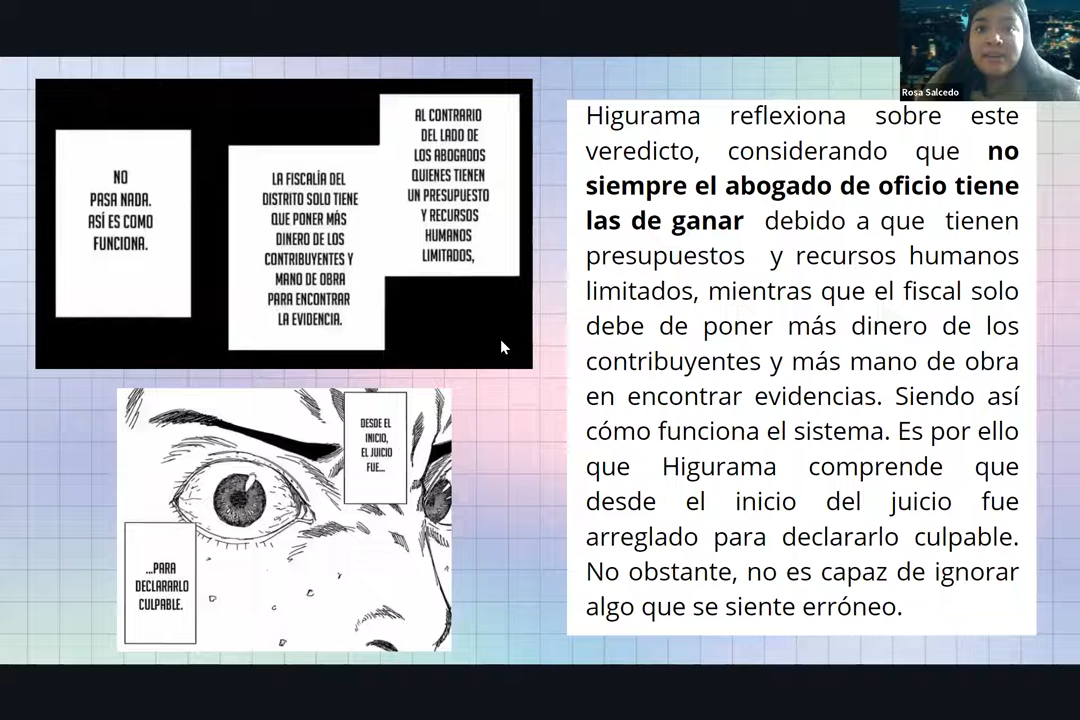 Rosa Salcedo
NO
PASA NADA.
ASÍ ES COMO
FUNCIONA.
LA FISCALÍA DEL
DISTRITO SOLO TIENE
QUE PONER MÁS
DINERO DE LOS
CONTRIBUYENTES Y
MANO DE OBRA
PARA ENCONTRAR
LA EVIDENCIA.
AL CONTRARIO
DEL LADO DE
LOS ABOGADOS
QUIENES TIENEN
UN PRESUPUESTO
Y RECURSOS
HUMANOS
LIMITADOS,
DESDE EL
INICIO,
EL JUICIO
FUE...
...PARA
DECLARARLO
CULPABLE.
Higurama reflexiona sobre este
veredicto, considerando que no
siempre el abogado de oficio tiene
las de ganar debido a que tienen
presupuestos y recursos humanos
limitados, mientras que el fiscal solo
debe de poner más dinero de los
contribuyentes y más mano de obra
en encontrar evidencias. Siendo así
cómo funciona el sistema. Es por ello
que Higurama comprende que
desde el inicio del juicio fue
arreglado para declararlo culpable.
No obstante, no es capaz de ignorar
algo que se siente erróneo.